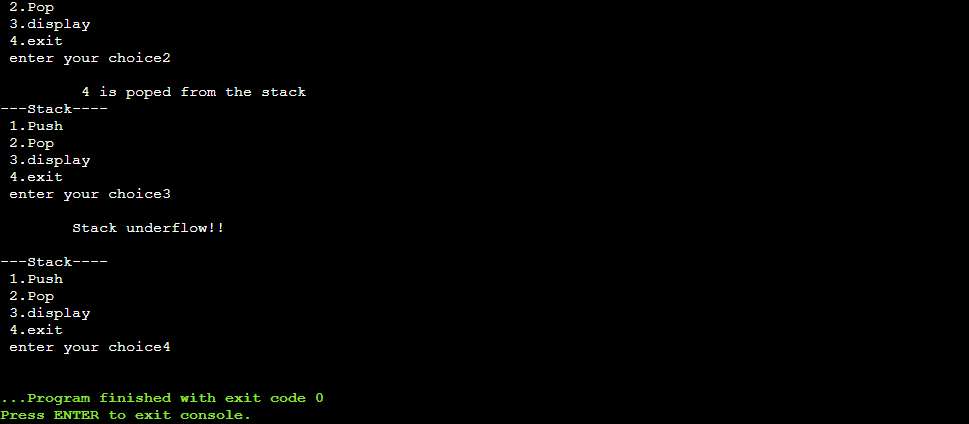 2.Pop
3.display
4.exit
enter your choice2
4 is poped from the stack
---Stack----
1.Push
2.Pop
3.display
4.exit
enter your choice3
Stack underflow!!
---Stack----
1.Push
2.Pop
3.display
4.exit
enter your choice4
...Program finished with exit code 0
Press ENTER to exit console.